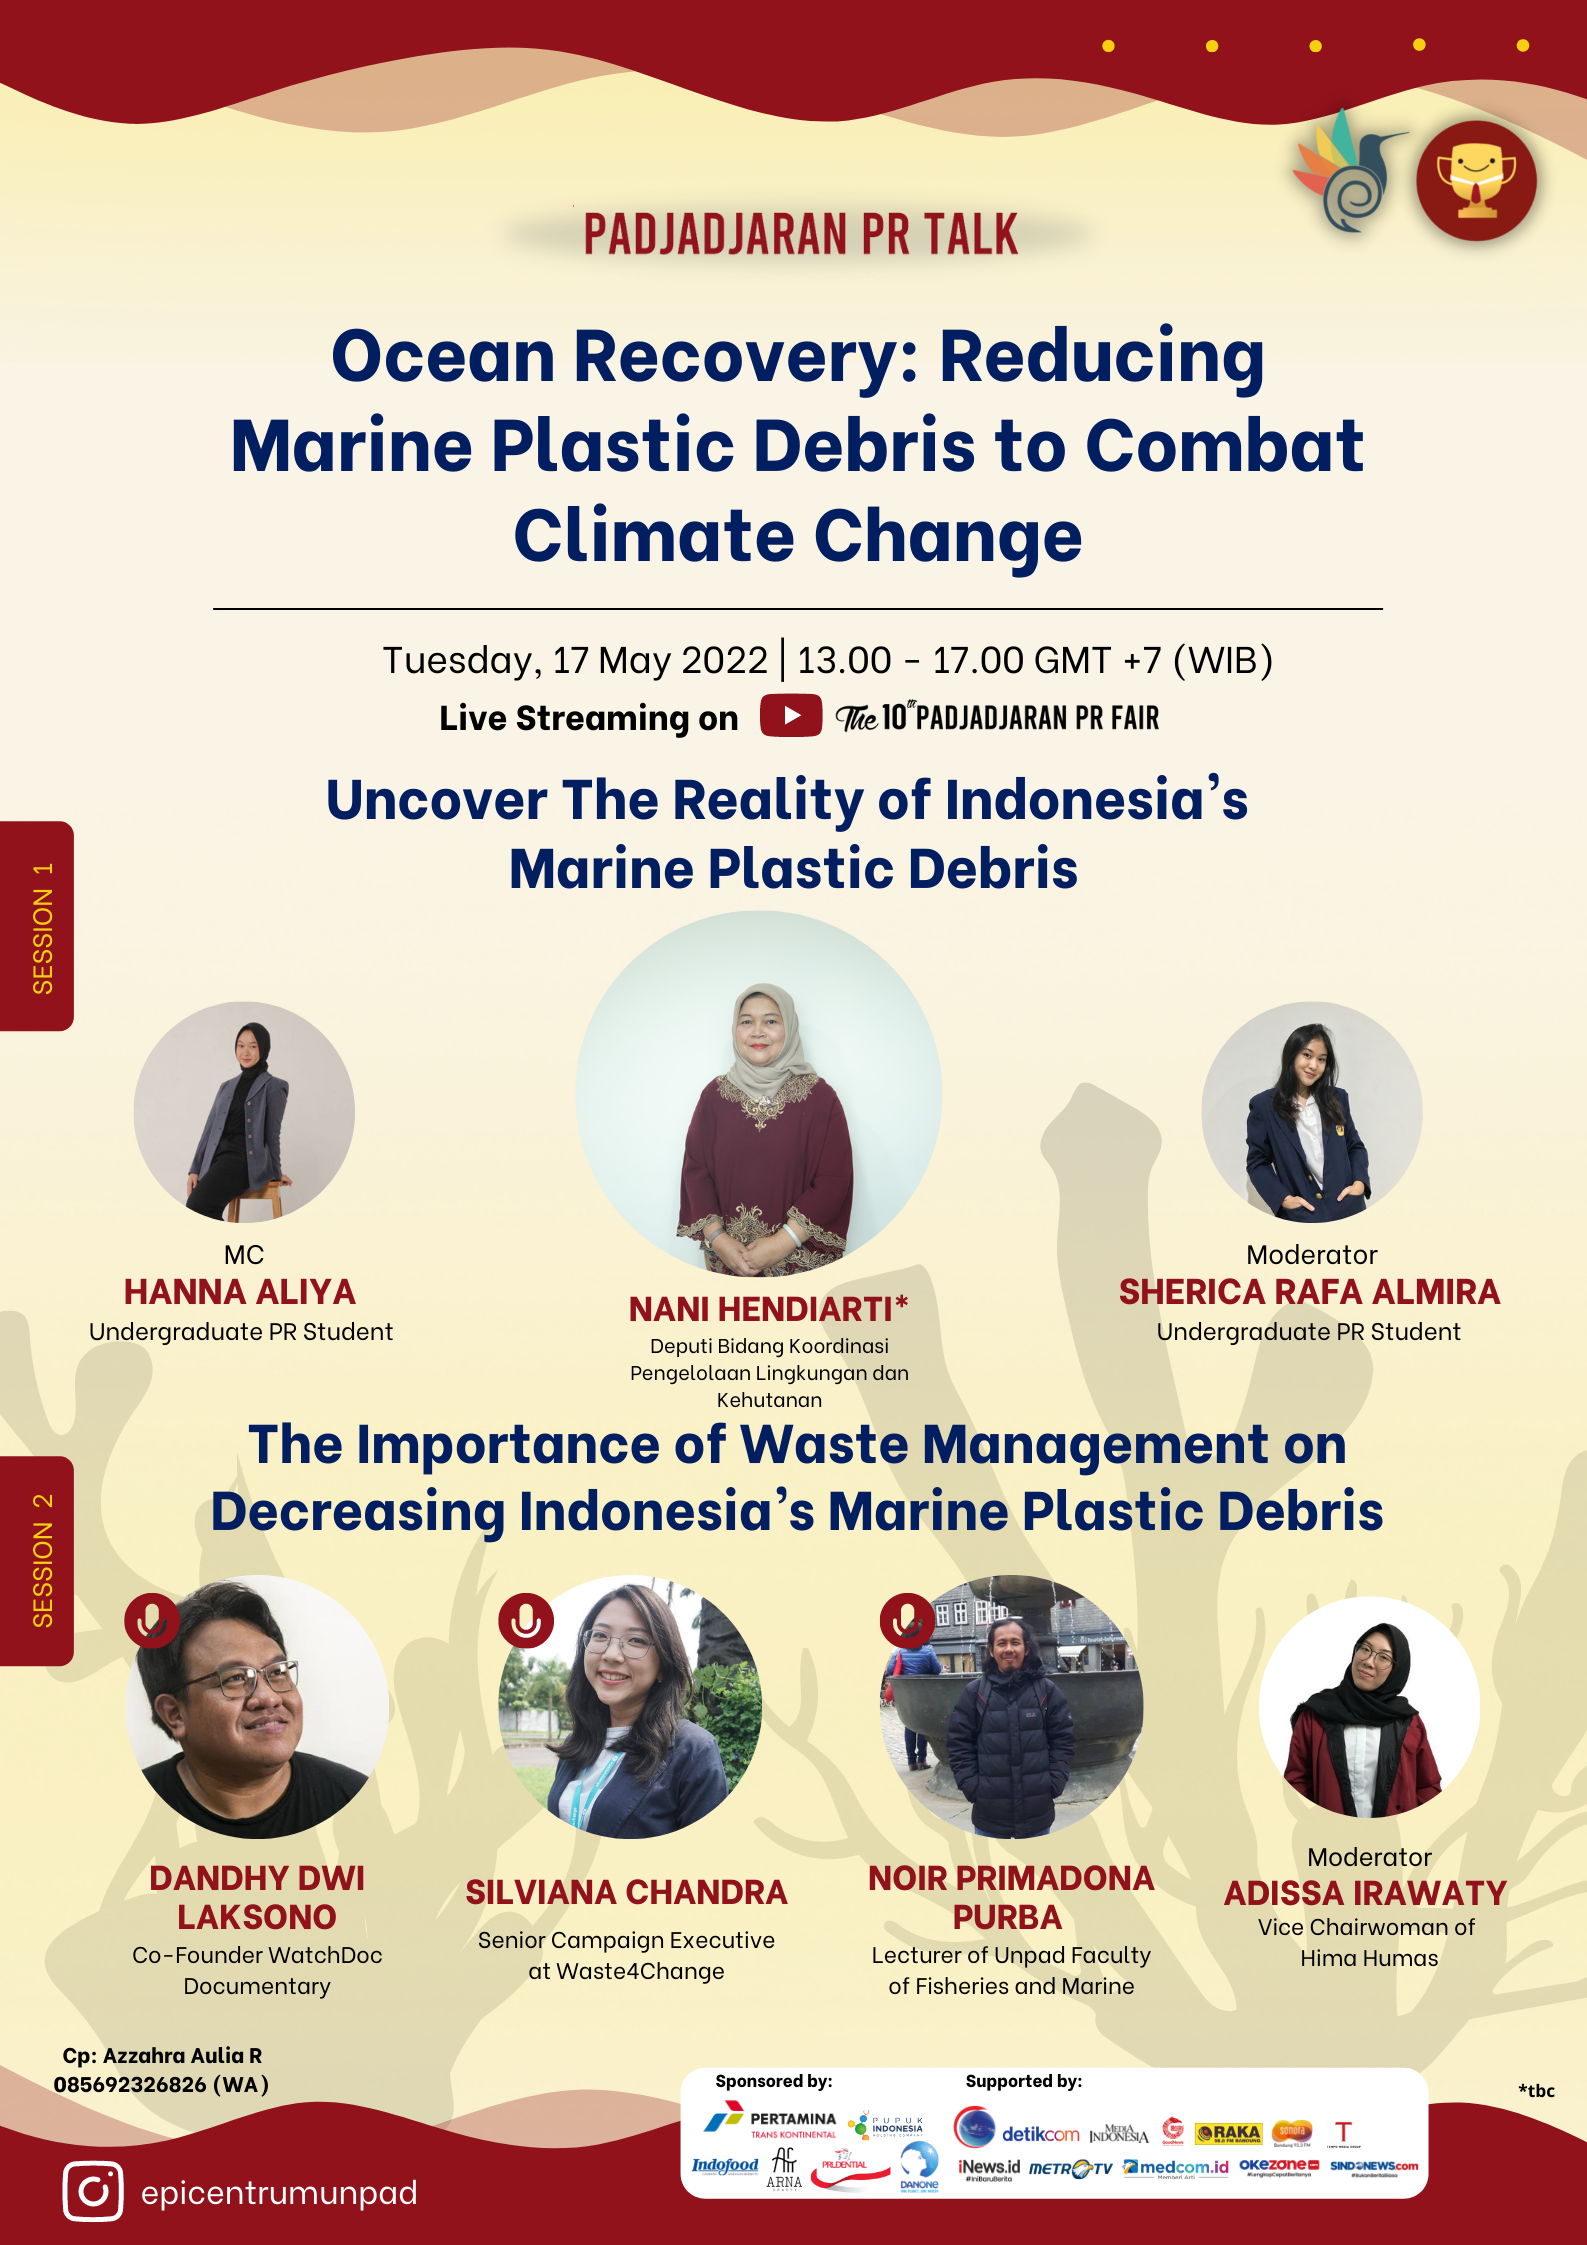 PADJADJARAN PR TALK
Ocean Recovery: Reducing
Marine Plastic Debris to Combat
Climate Change
Tuesday, 17 May 2022 | 13.00 - 17.00 GMT +7 (WIB)
Live Streaming on The 10th PADJADJARAN PR FAIR
SESSION 1
Uncover The Reality of Indonesia's
Marine Plastic Debris
MC
HANNA ALIYA
Undergraduate PR Student
NANI HENDIARTI*
Deputi Bidang Koordinasi
Pengelolaan Lingkungan dan
Kehutanan
Moderator
SHERICA RAFA ALMIRA
Undergraduate PR Student
SESSION 2
The Importance of Waste Management on
Decreasing Indonesia's Marine Plastic Debris
DANDHY DWI
LAKSONO
Co-Founder WatchDoc
Documentary
SILVIANA CHANDRA
Senior Campaign Executive
at Waste4Change
NOIR PRIMADONA
PURBA
Lecturer of Unpad Faculty
of Fisheries and Marine
Moderator
ADISSA IRAWATY
Vice Chairwoman of
Hima Humas
Cp: Azzahra Aulia R
085692326826 (WA)
*tbc
Sponsored by:
PERTAMINA
TRANS KONTINENTAL
PUPUK
INDONESIA
Indofood
ARNA
PRUDENTIAL
DANONE
Supported by:
detikcom
MEDIA
INDONESIA
RAKA
sonora
T
iNews.id
METRO TV
medcom.id
OKEZONE
SINDONEWS.com
epicentrumunpad